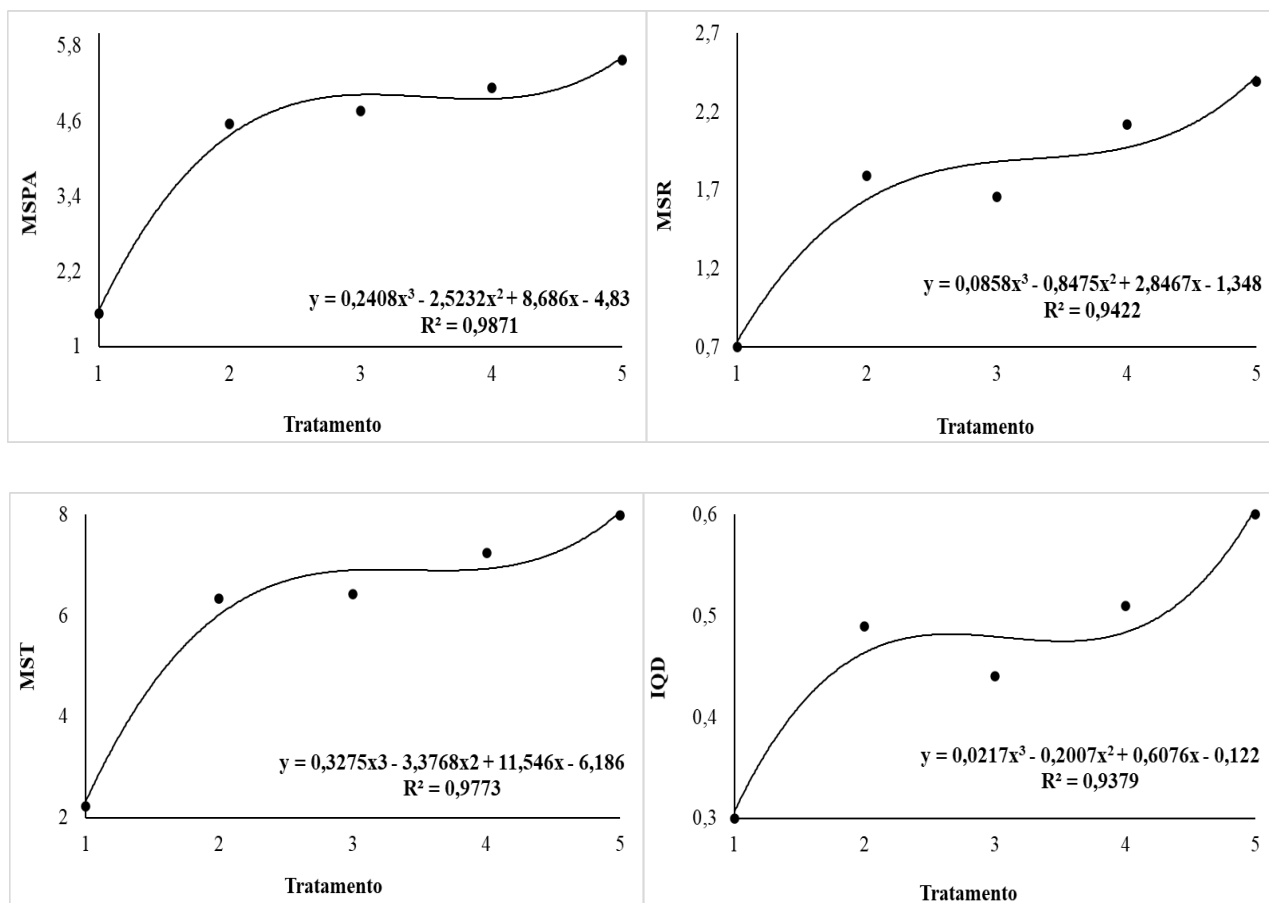 MSPA
5,8
4,6
3,4
2,2
1
y = 0,2408x³ - 2,5232x² + 8,686x - 4,83
R² = 0,9871
1 2 3 4 5
Tratamento
MSR
2,7
2,2
1,7
1,2
0,7
y = 0,0858x³ - 0,8475x² + 2,8467x - 1,348
R² = 0,9422
1 2 3 4 5
Tratamento
MST
8
6
4
2
y = 0,3275x3 - 3,3768x2 + 11,546x - 6,186
R² = 0,9773
1 2 3 4 5
Tratamento
IQD
0,6
0,5
0,4
0,3
y = 0,0217x³ - 0,2007x² + 0,6076x - 0,122
R² = 0,9379
1 2 3 4 5
Tratamento